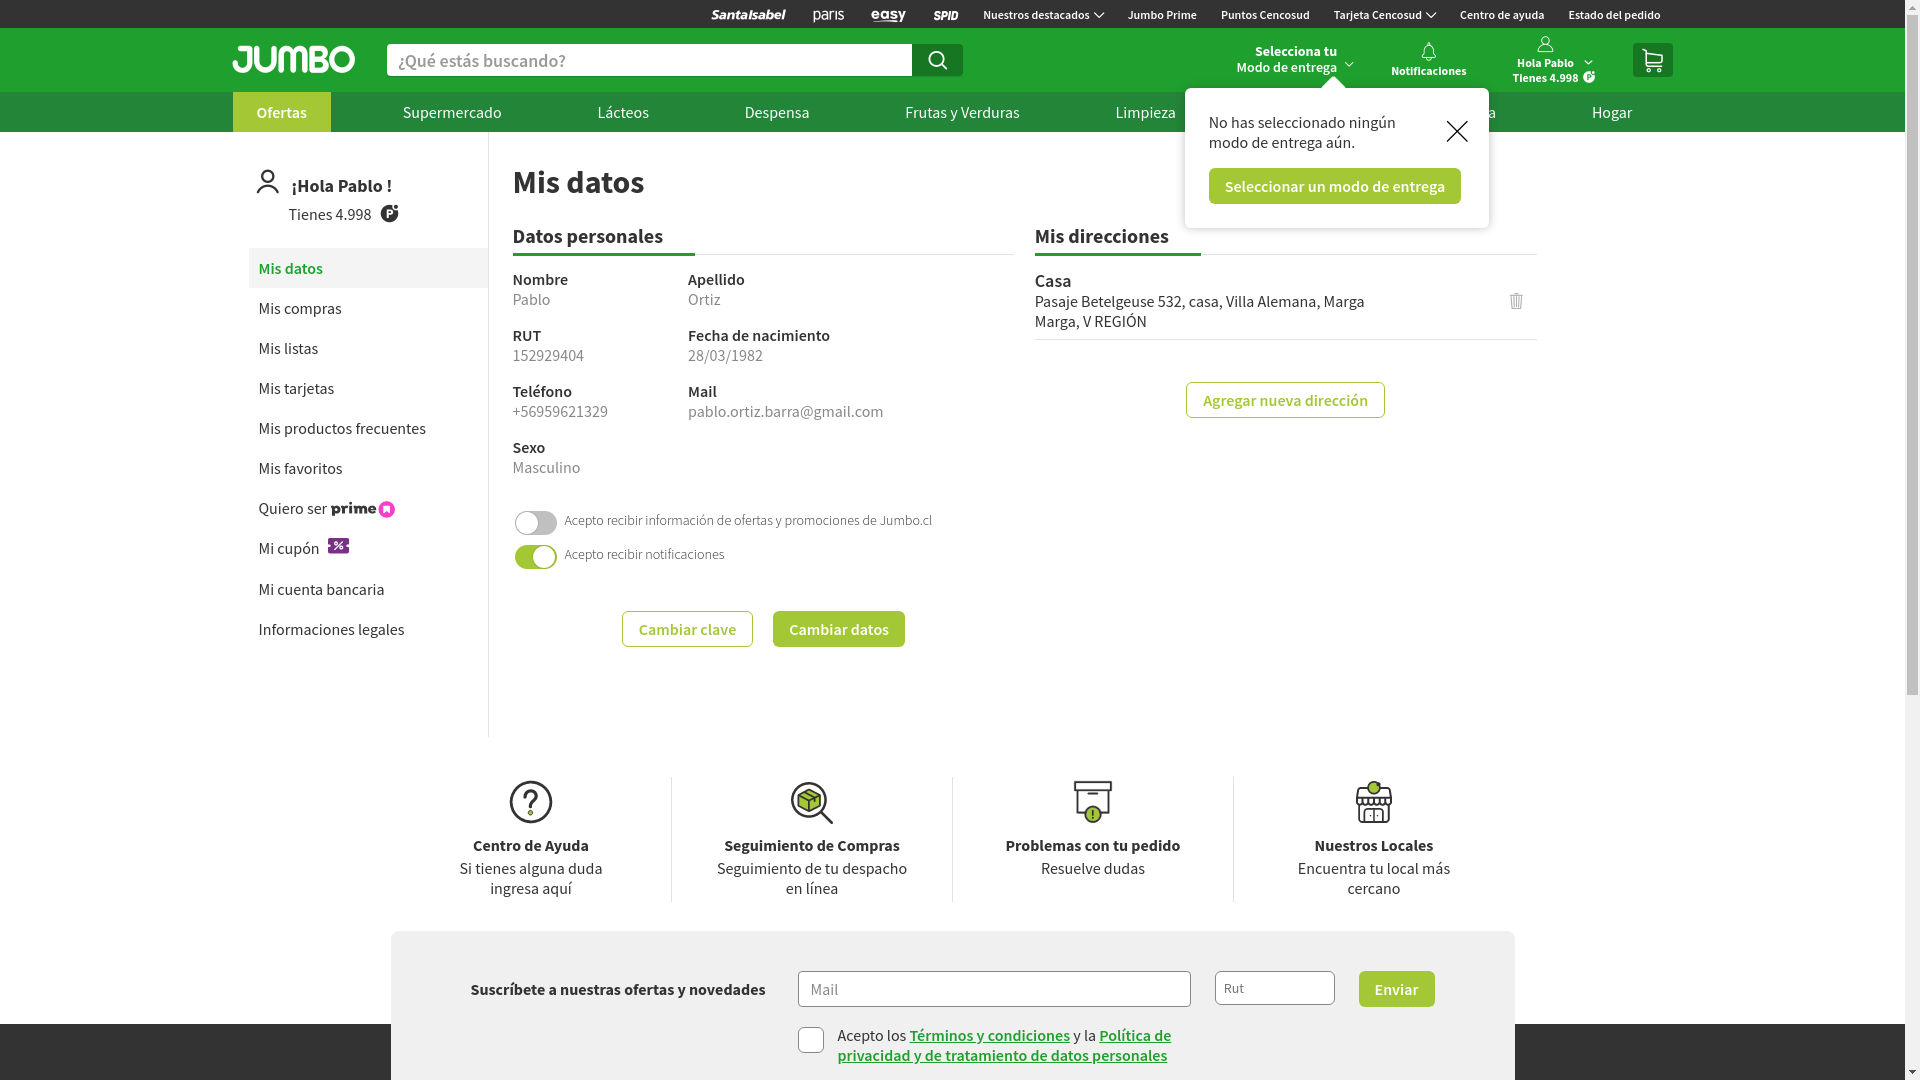 SantaIsabel paris easy SPID Nuestros destacados Jumbo Prime Puntos Cencosud Tarjeta Cencosud Centro de ayuda Estado del pedido
JUMBO
¿Qué estás buscando?
Selecciona tu
Modo de entrega
Notificaciones
Hola Pablo
Tienes 4.998 P
Ofertas Supermercado Lácteos Despensa Frutas y Verduras Limpieza a Hogar
No has seleccionado ningún
modo de entrega aún.
Seleccionar un modo de entrega
¡Hola Pablo !
Tienes 4.998 P
Mis datos
Mis compras
Mis listas
Mis tarjetas
Mis productos frecuentes
Mis favoritos
Quiero ser prime
Mi cupón %
Mi cuenta bancaria
Informaciones legales
Mis datos
Datos personales
Nombre Apellido
Pablo Ortiz
RUT Fecha de nacimiento
152929404 28/03/1982
Teléfono Mail
+56959621329 pablo.ortiz.barra@gmail.com
Sexo
Masculino
Acepto recibir información de ofertas y promociones de Jumbo.cl
Acepto recibir notificaciones
Cambiar clave Cambiar datos
Mis direcciones
Casa
Pasaje Betelgeuse 532, casa, Villa Alemana, Marga
Marga, V REGIÓN
Agregar nueva dirección
Centro de Ayuda
Si tienes alguna duda
ingresa aquí
Seguimiento de Compras
Seguimiento de tu despacho
en línea
Problemas con tu pedido
Resuelve dudas
Nuestros Locales
Encuentra tu local más
cercano
Suscríbete a nuestras ofertas y novedades Mail Rut Enviar
Acepto los Términos y condiciones y la Política de
privacidad y de tratamiento de datos personales